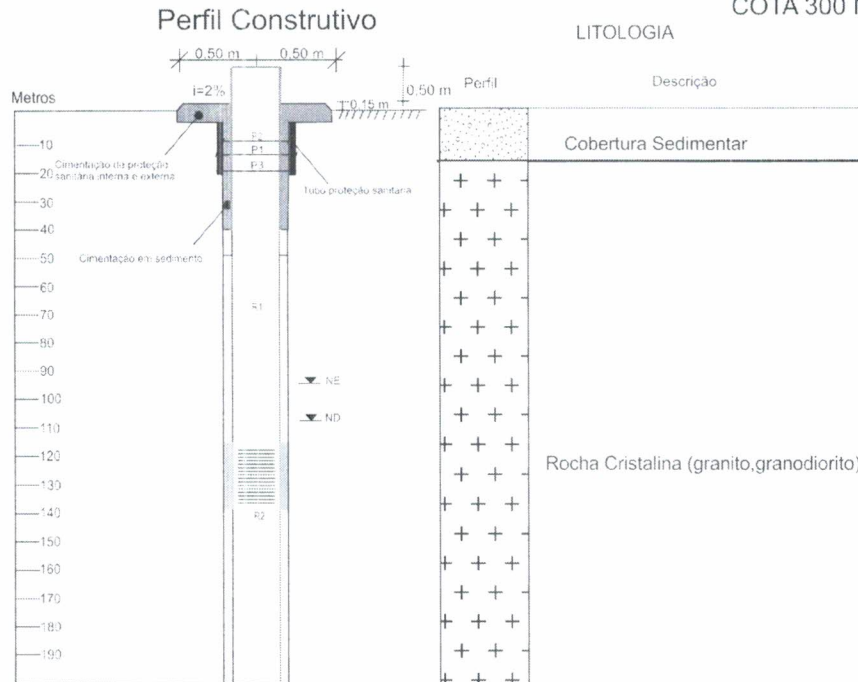 COTA 300
Perfil Construtivo
LITOLOGIA
0,50 m 0,50 m
0,50 m
Perfil
Descrição
i=2%
0,15 m
Metros
P2
P1
P3
10
20
30
40
50
60
70
80
90
100
110
120
130
140
150
160
170
180
190
Cimentação de proteção
sanitária interna e externa
Tubo proteção sanitária
Cimentação em sedimento
R1
NE
ND
R2
Cobertura Sedimentar
Rocha Cristalina (granito,granodiorito)